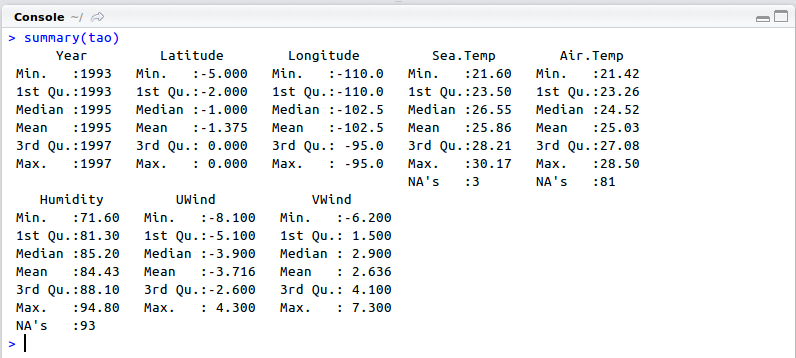 Console ~/
> summary(tao)
      Year         Latitude        Longitude         Sea.Temp        Air.Temp
 Min.   :1993   Min.   :-5.000   Min.   :-110.0   Min.   :21.60   Min.   :21.42
 1st Qu.:1993   1st Qu.:-2.000   1st Qu.:-110.0   1st Qu.:23.50   1st Qu.:23.26
 Median :1995   Median :-1.000   Median :-102.5   Median :26.55   Median :24.52
 Mean   :1995   Mean   :-1.375   Mean   :-102.5   Mean   :25.86   Mean   :25.03
 3rd Qu.:1997   3rd Qu.: 0.000   3rd Qu.: -95.0   3rd Qu.:28.21   3rd Qu.:27.08
 Max.   :1997   Max.   : 0.000   Max.   : -95.0   Max.   :30.17   Max.   :28.50
                                                  NA's   :3       NA's   :81
    Humidity         UWind            VWind
 Min.   :71.60   Min.   :-8.100   Min.   :-6.200
 1st Qu.:81.30   1st Qu.:-5.100   1st Qu.: 1.500
 Median :85.20   Median :-3.900   Median : 2.900
 Mean   :84.43   Mean   :-3.716   Mean   : 2.636
 3rd Qu.:88.10   3rd Qu.:-2.600   3rd Qu.: 4.100
 Max.   :94.80   Max.   : 4.300   Max.   : 7.300
 NA's   :93
>